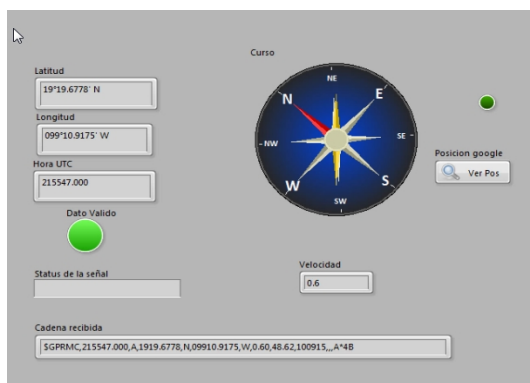 Curso
Latitud
19°19.6778' N
Longitud
099°10.9175' W
Hora UTC
215547.000
Dato Valido
Status de la señal
N
NE
E
NW
SE
W
SW
S
Posicion google
Ver Pos
Velocidad
0.6
Cadena recibida
$GPRMC,215547.000,A,1919.6778,N,09910.9175,W,0.60,48.62,100915,,,A*4B